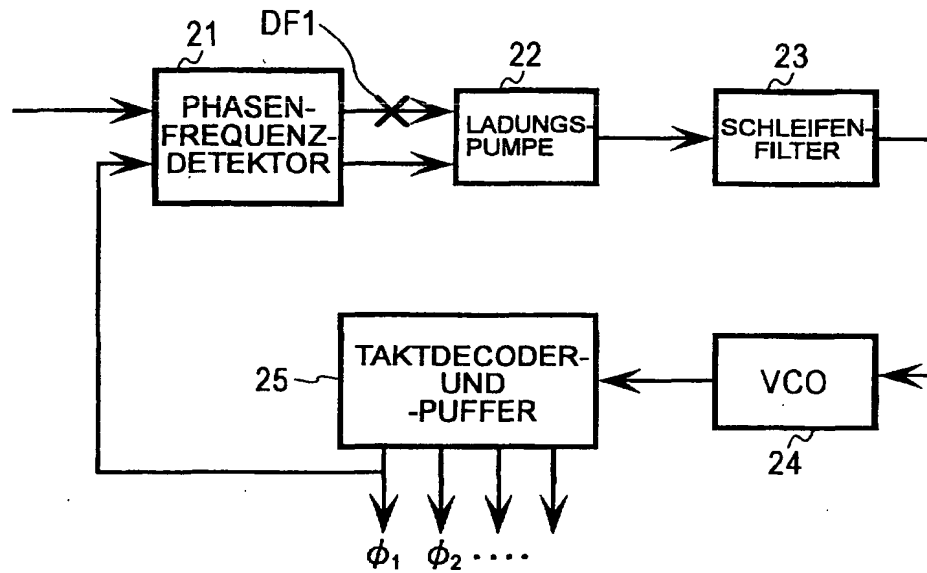 DF1
21
22
23
PHASEN-
FREQUENZ-
DETEKTOR
LADUNGS-
PUMPE
SCHLEIFEN-
FILTER
25
TAKTDECODER-
UND
-PUFFER
VCO
24
ϕ1 ϕ2 ....